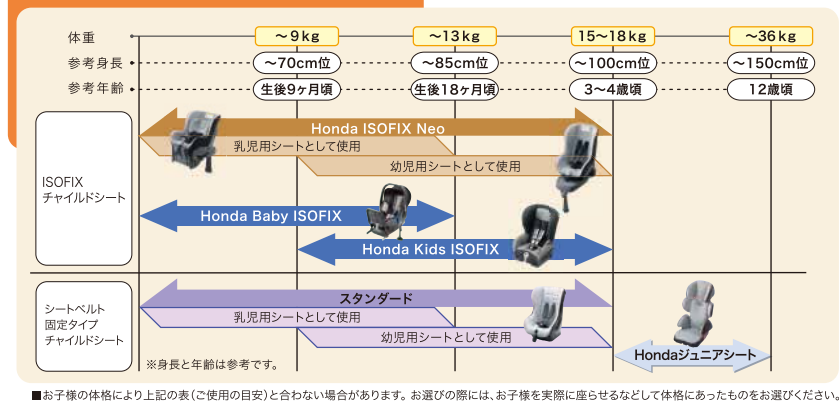 体重 ～9kg ～13kg 15～18kg ～36kg
参考身長 ～70cm位 ～85cm位 ～100cm位 ～150cm位
参考年齢 生後9ヶ月頃 生後18ヶ月頃 3～4歳頃 12歳頃
ISOFIX
チャイルドシート
Honda ISOFIX Neo
乳児用シートとして使用
幼児用シートとして使用
Honda Baby ISOFIX
Honda Kids ISOFIX
シートベルト
固定タイプ
チャイルドシート
スタンダード
乳児用シートとして使用
幼児用シートとして使用
Hondaジュニアシート
※身長と年齢は参考です。
■お子様の体格により上記の表(ご使用の目安)と合わない場合があります。お選びの際には、お子様を実際に座らせるなどして体格にあったものをお選びください。